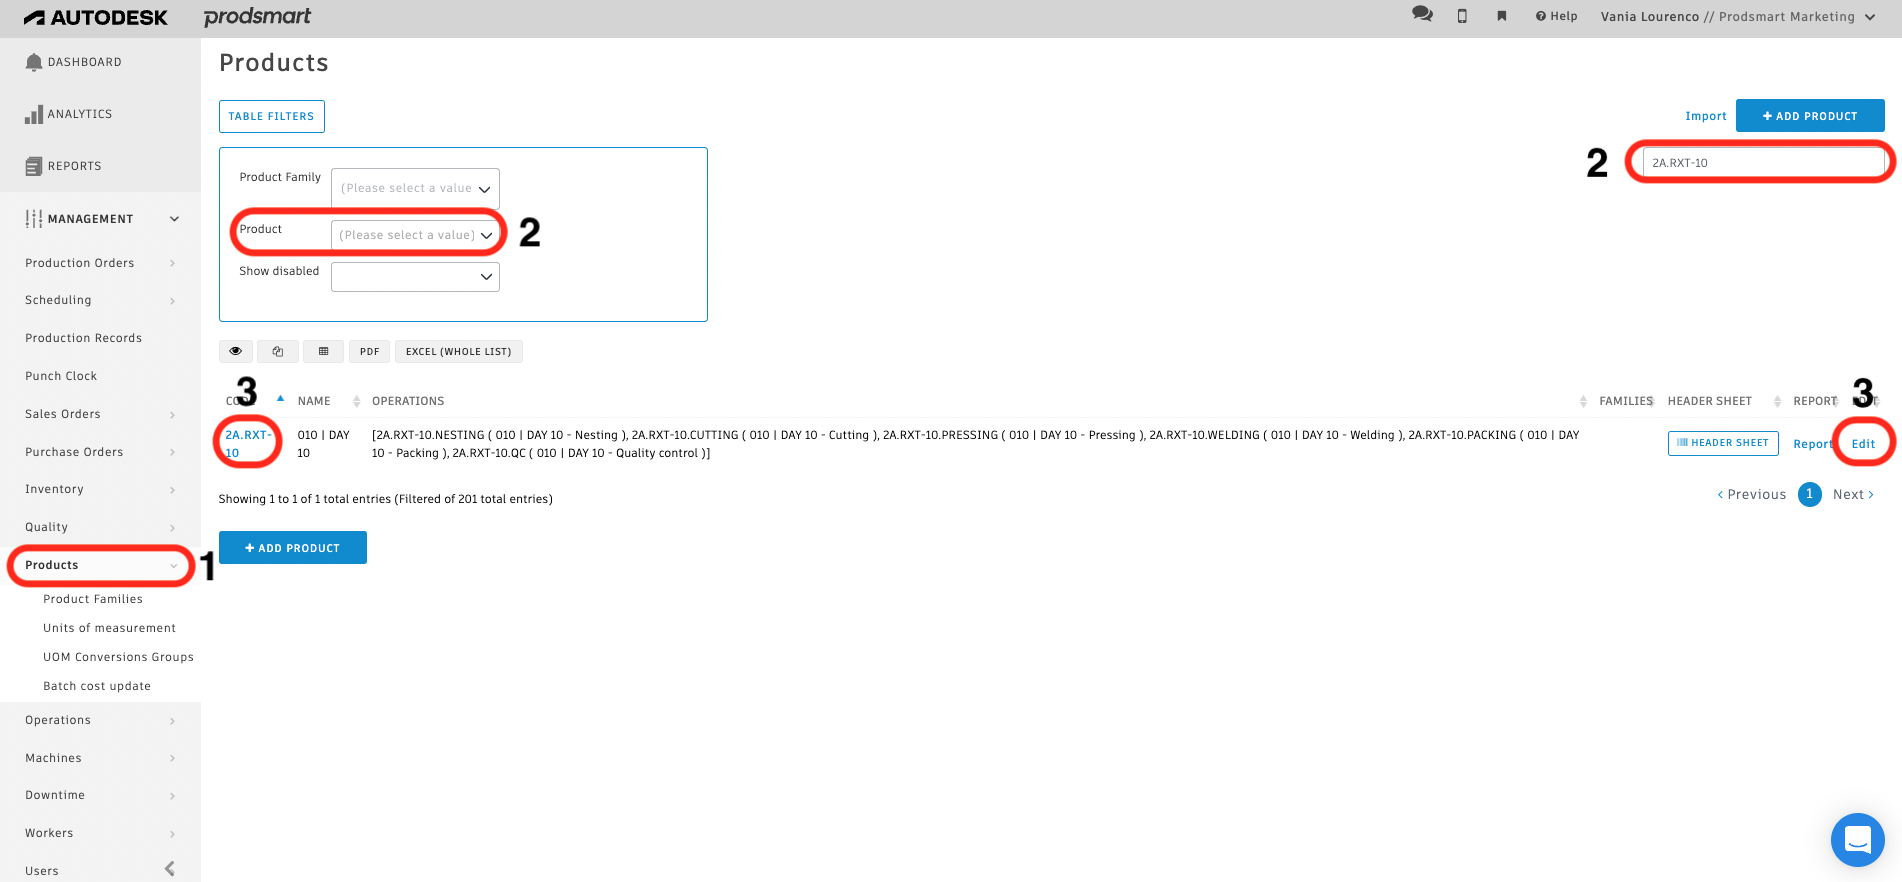 AUTODESK prodsmart
Help Vania Lourenco // Prodsmart Marketing
DASHBOARD
ANALYTICS
REPORTS
MANAGEMENT
Production Orders
Scheduling
Production Records
Punch Clock
Sales Orders
Purchase Orders
Inventory
Quality
Products
1
Product Families
Units of measurement
UOM Conversions Groups
Batch cost update
Operations
Machines
Downtime
Workers
Users
Products
TABLE FILTERS
Import + ADD PRODUCT
2 2A.RXT-10
Product Family (Please select a value
Product (Please select a value) 2
Show disabled
PDF EXCEL (WHOLE LIST)
3 3
NAME OPERATIONS FAMILIES HEADER SHEET REPORT
2A.RXT-10 010 | DAY 10 [2A.RXT-10.NESTING ( 010 | DAY 10 - Nesting ), 2A.RXT-10.CUTTING ( 010 | DAY 10 - Cutting ), 2A.RXT-10.PRESSING ( 010 | DAY 10 - Pressing ), 2A.RXT-10.WELDING ( 010 | DAY 10 - Welding ), 2A.RXT-10.PACKING ( 010 | DAY
10 - Packing ), 2A.RXT-10.QC ( 010 | DAY 10 - Quality control )]
HEADER SHEET Report Edit
Showing 1 to 1 of 1 total entries (Filtered of 201 total entries)
‹ Previous 1 Next ›
+ ADD PRODUCT